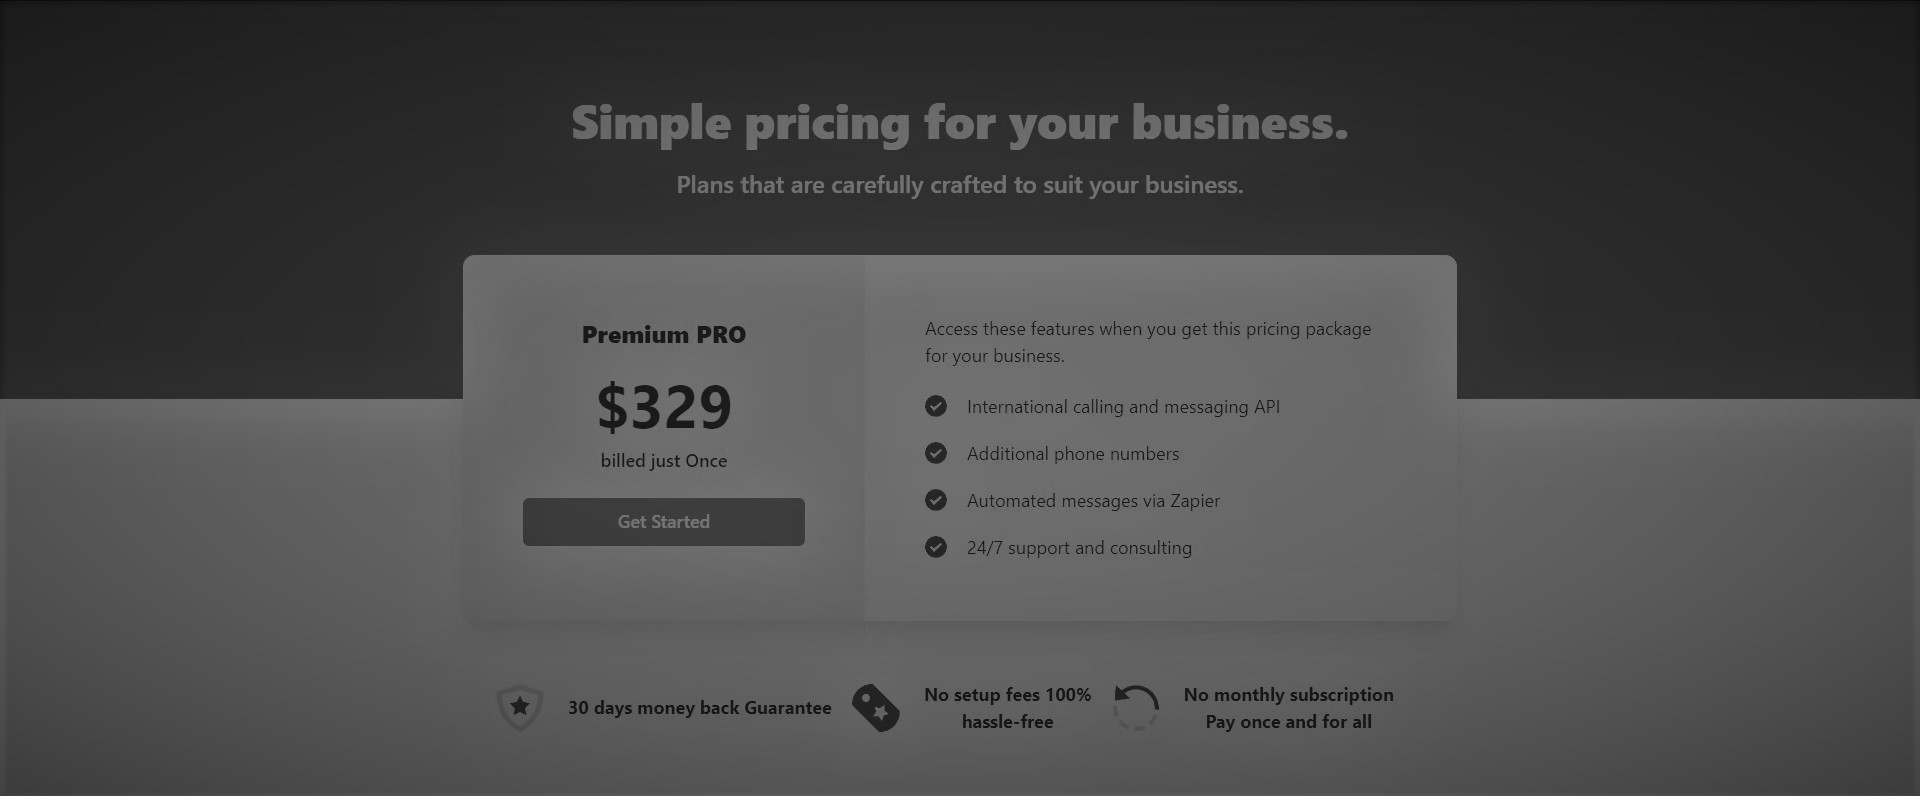 Simple pricing for your business.
Plans that are carefully crafted to suit your business.
Premium PRO
$329
billed just Once
Get Started
Access these features when you get this pricing package
for your business.
International calling and messaging API
Additional phone numbers
Automated messages via Zapier
24/7 support and consulting
30 days money back Guarantee
No setup fees 100%
hassle-free
No monthly subscription
Pay once and for all